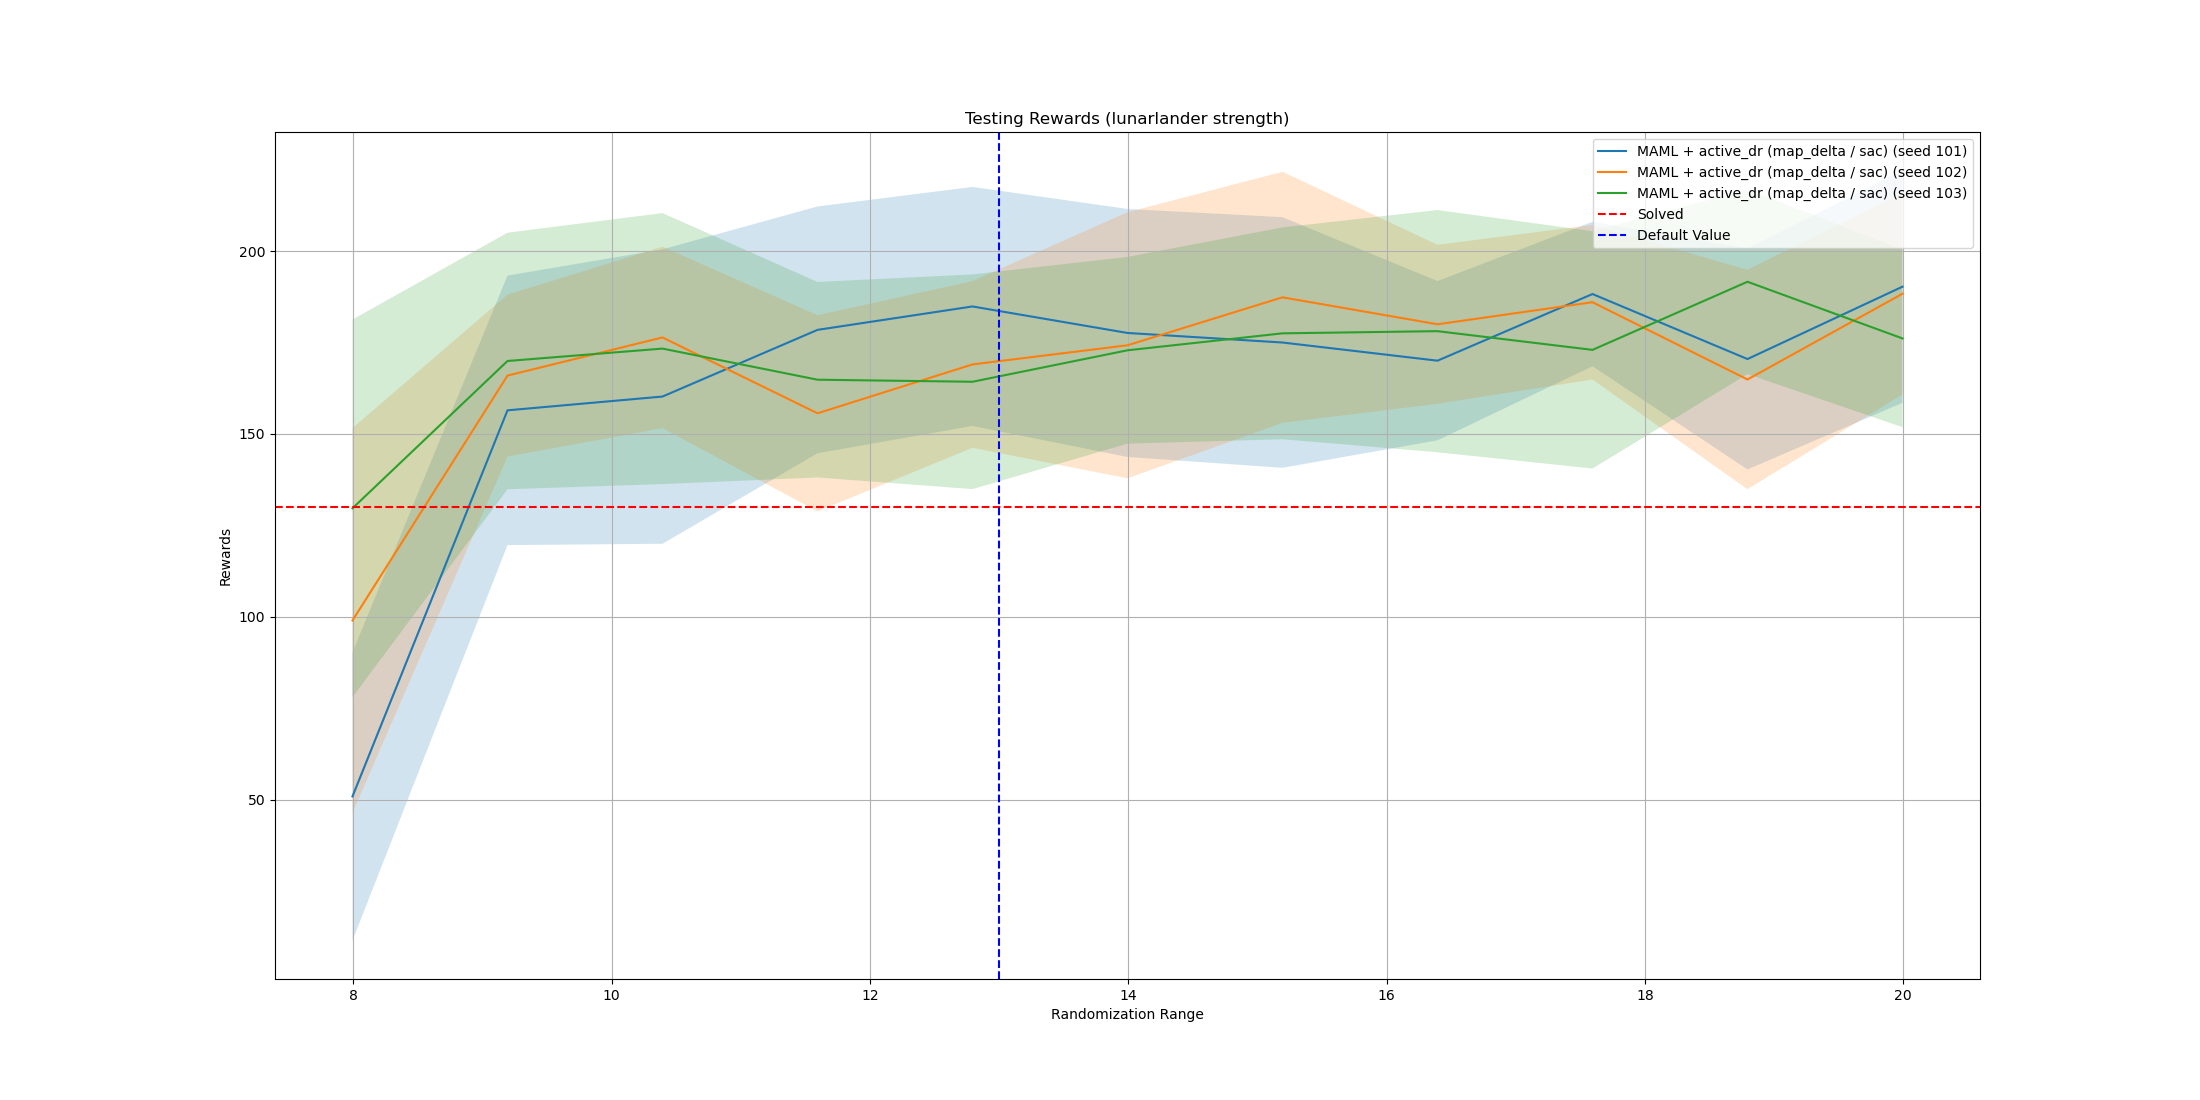 Testing Rewards (lunarlander strength)
MAML + active_dr (map_delta / sac) (seed 101)
MAML + active_dr (map_delta / sac) (seed 102)
MAML + active_dr (map_delta / sac) (seed 103)
Solved
Default Value
200
150
100
50
Rewards
8 10 12 14 16 18 20
Randomization Range